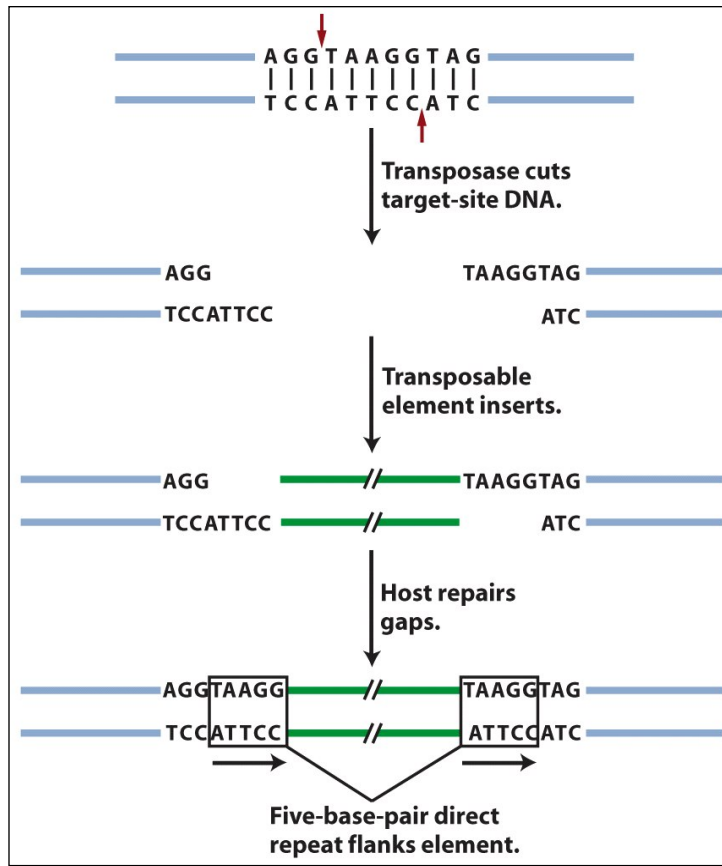 AGGTAAGGTAG
TCCATTCCATC
Transposase cuts
target-site DNA.
AGG TAAGGTAG
TCCATTCC ATC
Transposable
element inserts.
AGG // TAAGGTAG
TCCATTCC // ATC
Host repairs
gaps.
AGGTAAGG // TAAGGTAG
TCCATTCC // ATTCCATC
Five-base-pair direct
repeat flanks element.